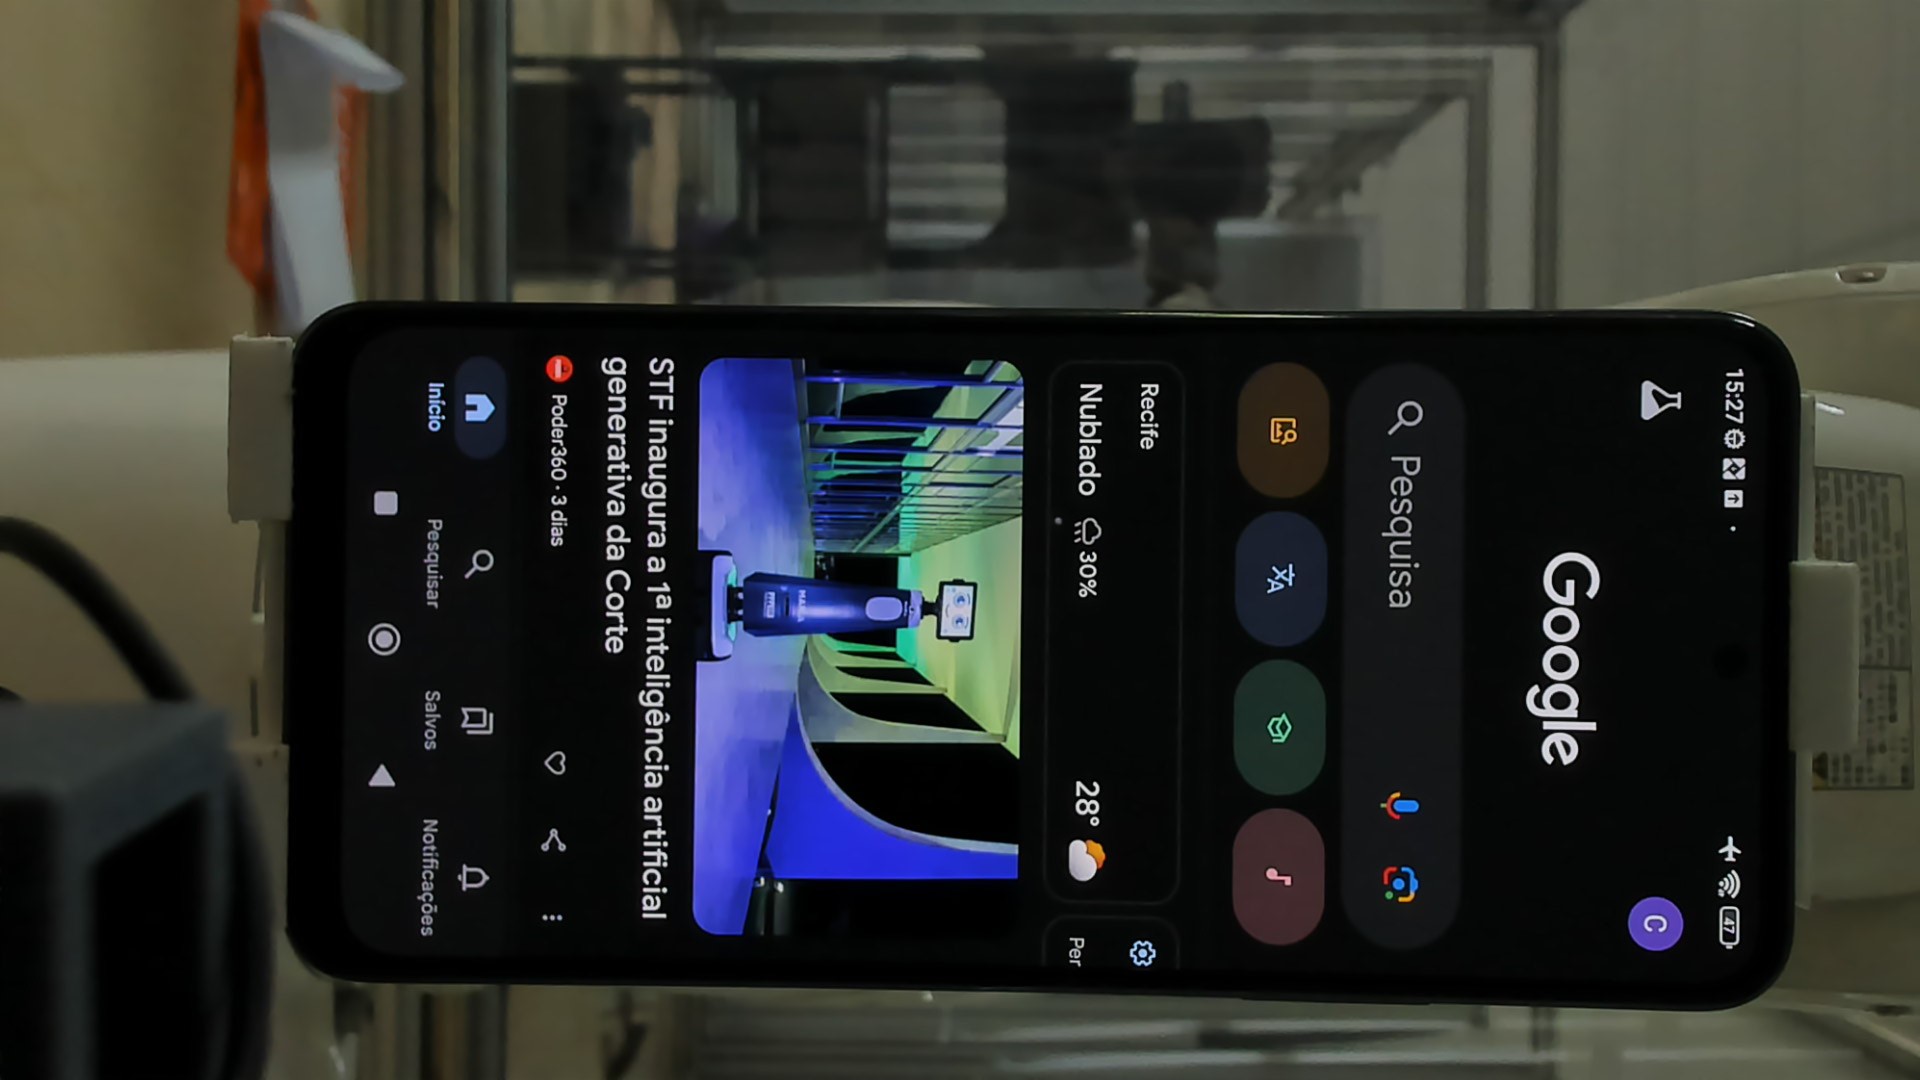 15:27
47
C
Google
Pesquisa
Recife
Nublado 30%
28°
Per
STF inaugura a 1ª inteligência artificial
generativa da Corte
Poder360 · 3 dias
Início
Pesquisar
Salvos
Notificações